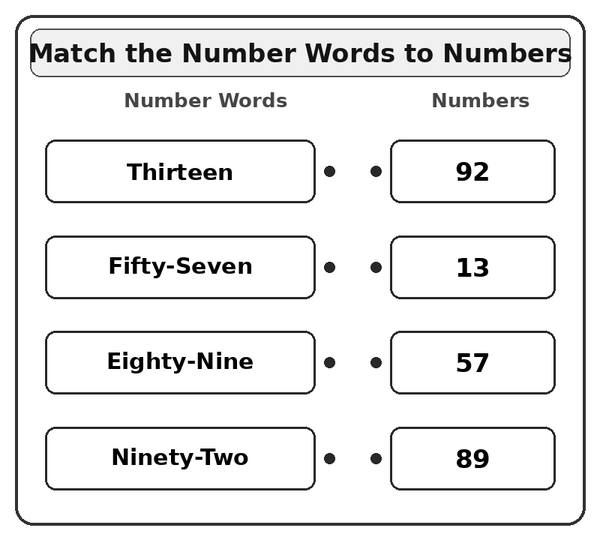 Match the Number Words to Numbers
Number Words Numbers
Thirteen 92
Fifty-Seven 13
Eighty-Nine 57
Ninety-Two 89